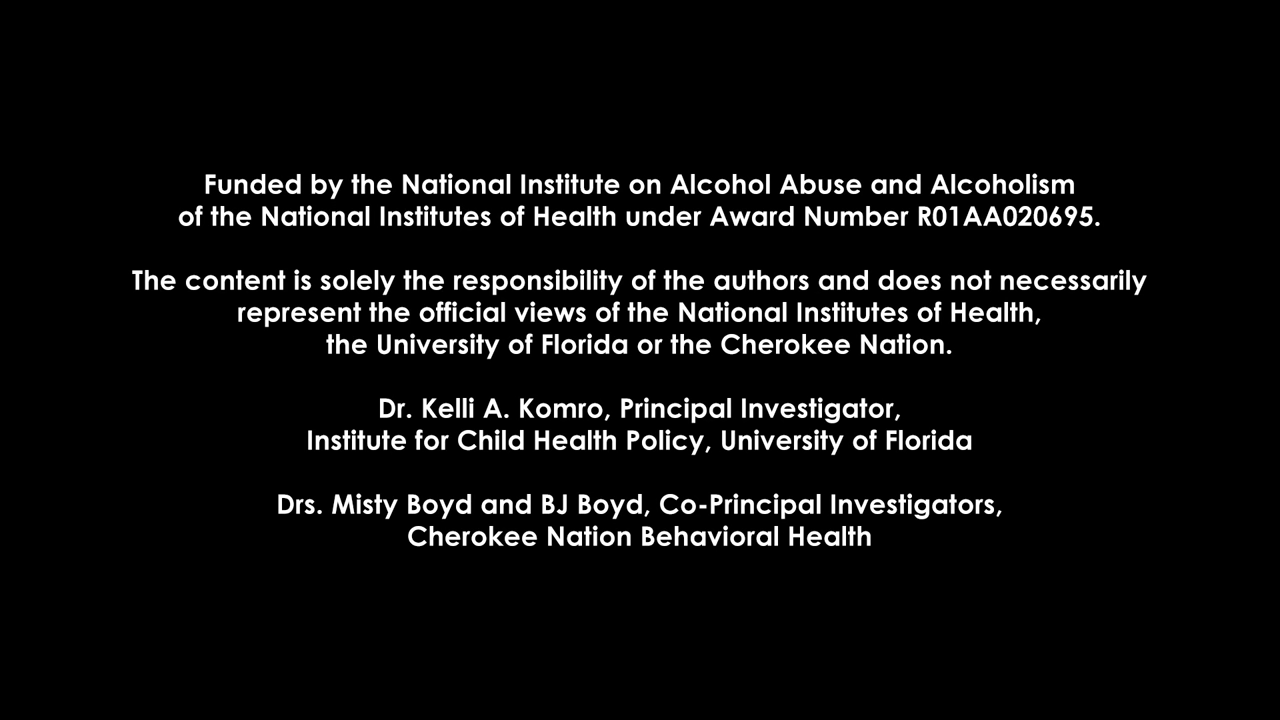 Funded by the National Institute on Alcohol Abuse and Alcoholism
of the National Institutes of Health under Award Number R01AA020695.
The content is solely the responsibility of the authors and does not necessarily
represent the official views of the National Institutes of Health,
the University of Florida or the Cherokee Nation.
Dr. Kelli A. Komro, Principal Investigator,
Institute for Child Health Policy, University of Florida
Drs. Misty Boyd and BJ Boyd, Co-Principal Investigators,
Cherokee Nation Behavioral Health